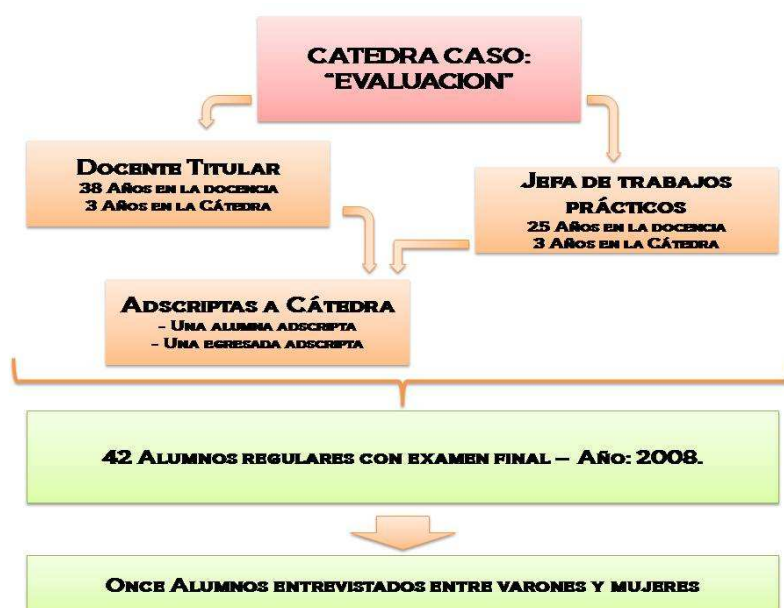 CATEDRA CASO:
"EVALUACION"
DOCENTE TITULAR
38 AÑOS EN LA DOCENCIA
3 AÑOS EN LA CÁTEDRA
JEFA DE TRABAJOS
PRÁCTICOS
25 AÑOS EN LA DOCENCIA
3 AÑOS EN LA CÁTEDRA
ADSCRIPTAS A CÁTEDRA
- UNA ALUMNA ADSCRIPTA
- UNA EGRESADA ADSCRIPTA
42 ALUMNOS REGULARES CON EXAMEN FINAL – AÑO: 2008.
ONCE ALUMNOS ENTREVISTADOS ENTRE VARONES Y MUJERES